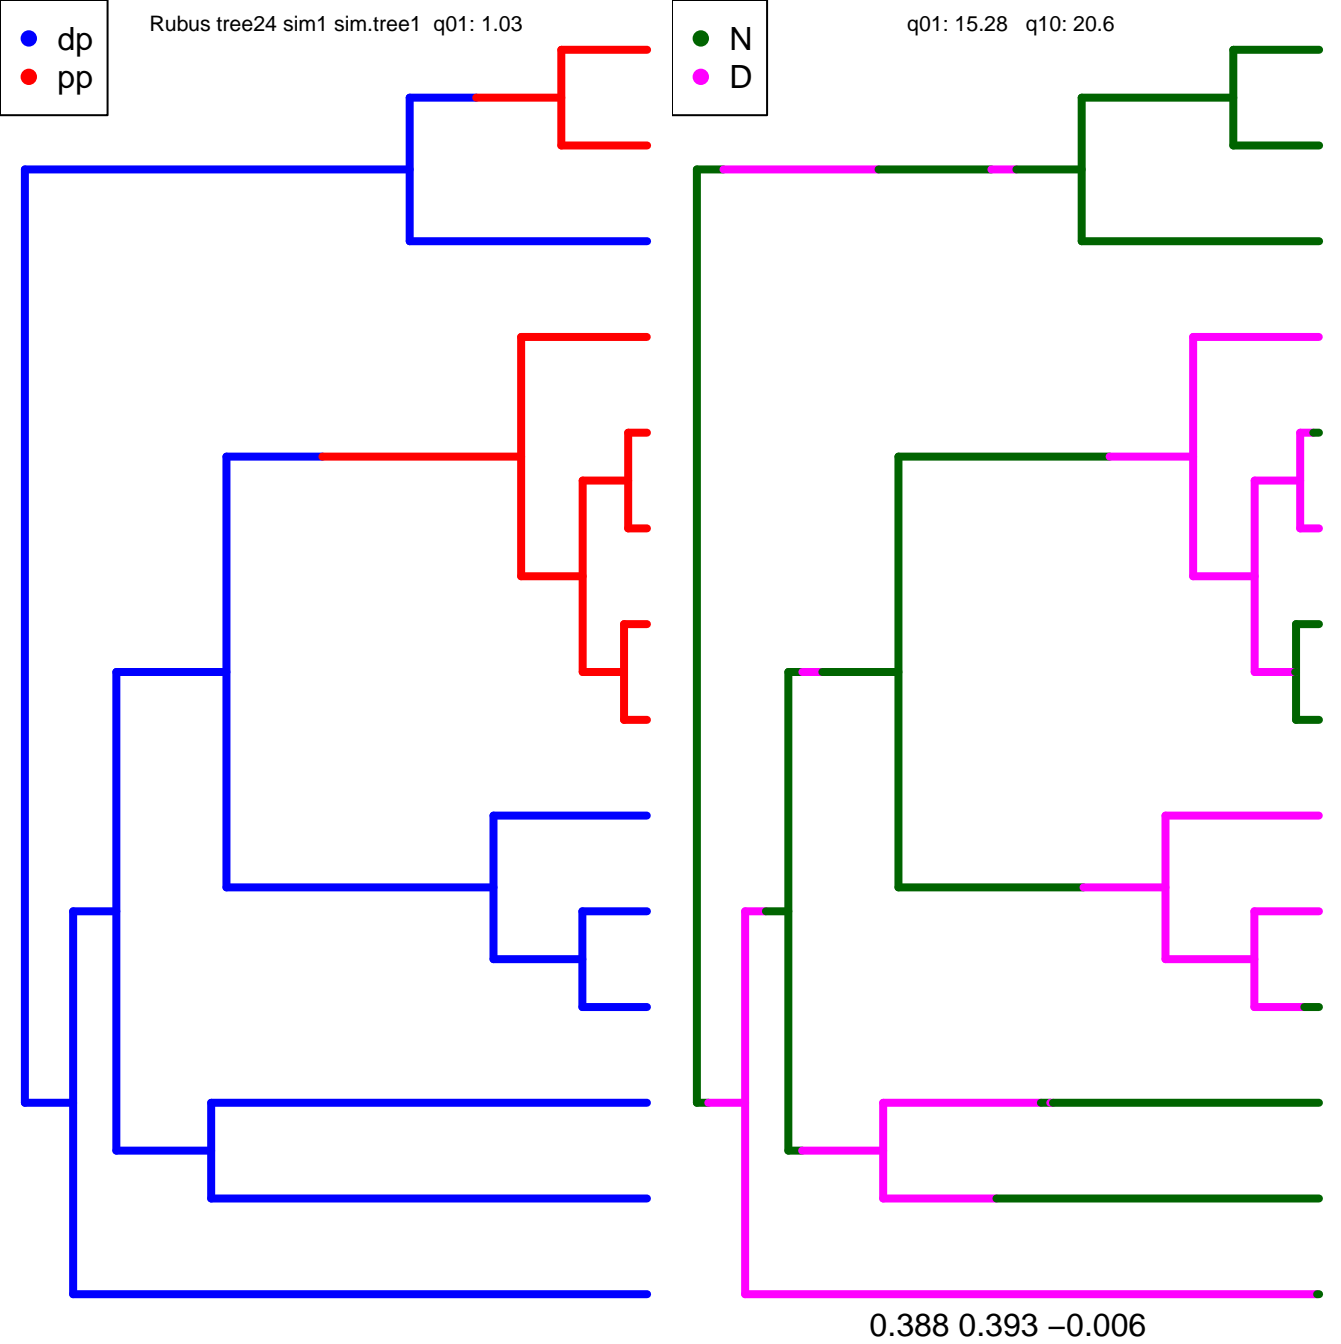 dp
pp
Rubus tree24 sim1 sim.tree1 q01: 1.03
N
D
q01: 15.28 q10: 20.6
0.388 0.393 −0.006